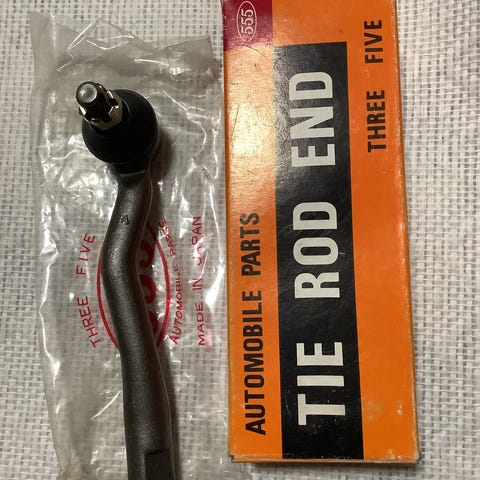 555
AUTOMOBILE PARTS
TIE ROD END
THREE FIVE
THREE FIVE
AUTOMOBILE PARTS
MADE IN JAPAN